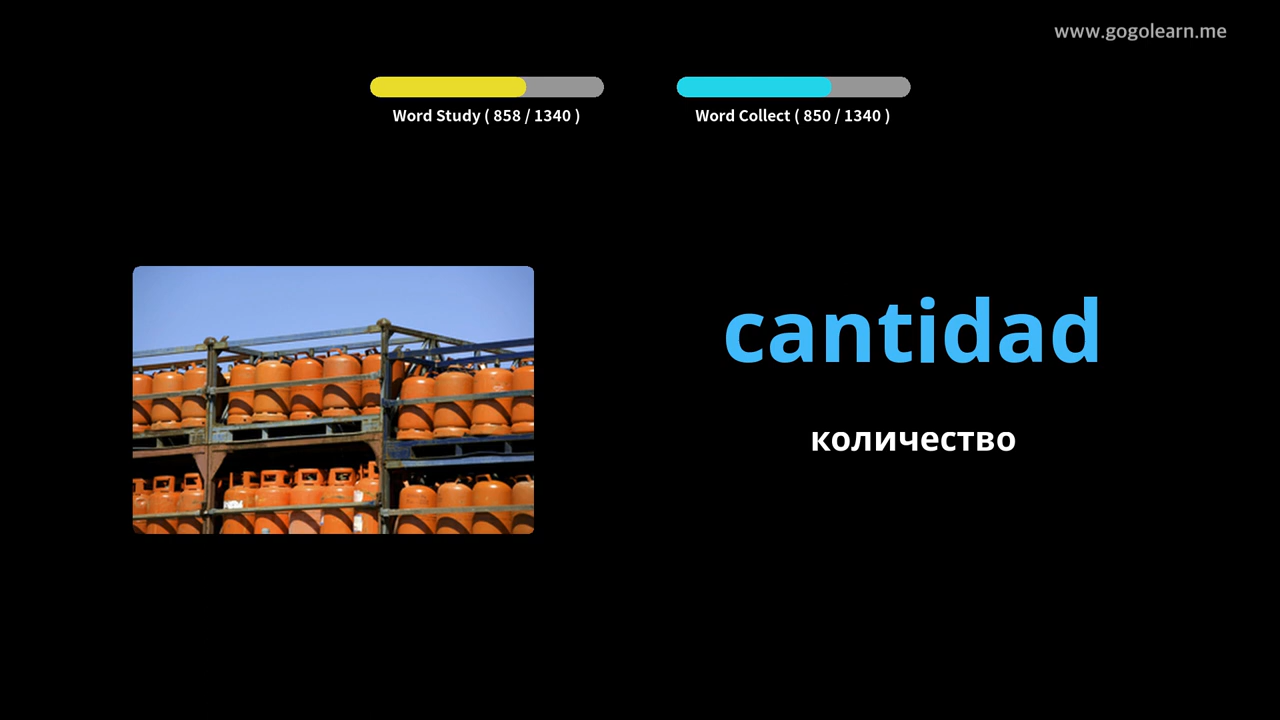 www.gogolearn.me
Word Study ( 858 / 1340 )
Word Collect ( 850 / 1340 )
cantidad
количество